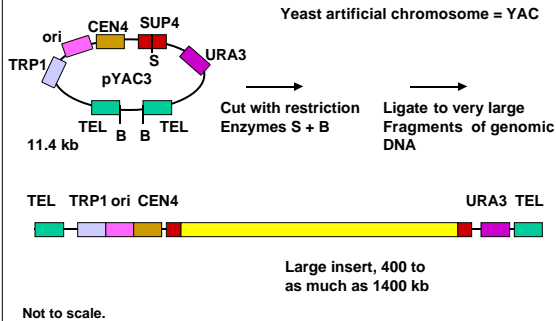 Yeast artificial chromosome = YAC
ori CEN4 SUP4
S
URA3
TRP1
pYAC3
TEL B B TEL
11.4 kb
Cut with restriction
Enzymes S + B
Ligate to very large
Fragments of genomic
DNA
TEL TRP1 ori CEN4 URA3 TEL
Large insert, 400 to
as much as 1400 kb
Not to scale.